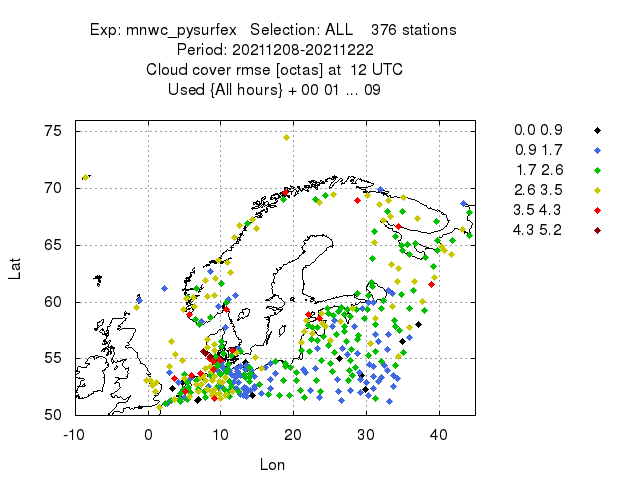 Exp: mnwc_pysurfex Selection: ALL 376 stations
Period: 20211208-20211222
Cloud cover rmse [octas] at 12 UTC
Used {All hours} + 00 01 ... 09
0.0 0.9
0.9 1.7
1.7 2.6
2.6 3.5
3.5 4.3
4.3 5.2
75
70
65
60
55
50
Lat
-10 0 10 20 30 40
Lon